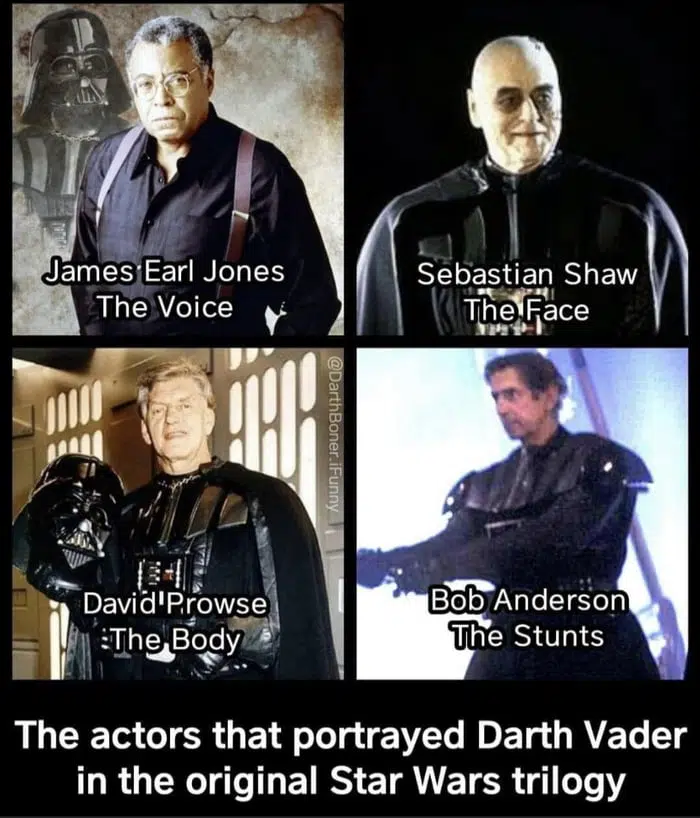 James Earl Jones
The Voice
Sebastian Shaw
The Face
@DarthBoner.iFunny
David Prowse
The Body
Bob Anderson
The Stunts
The actors that portrayed Darth Vader
in the original Star Wars trilogy